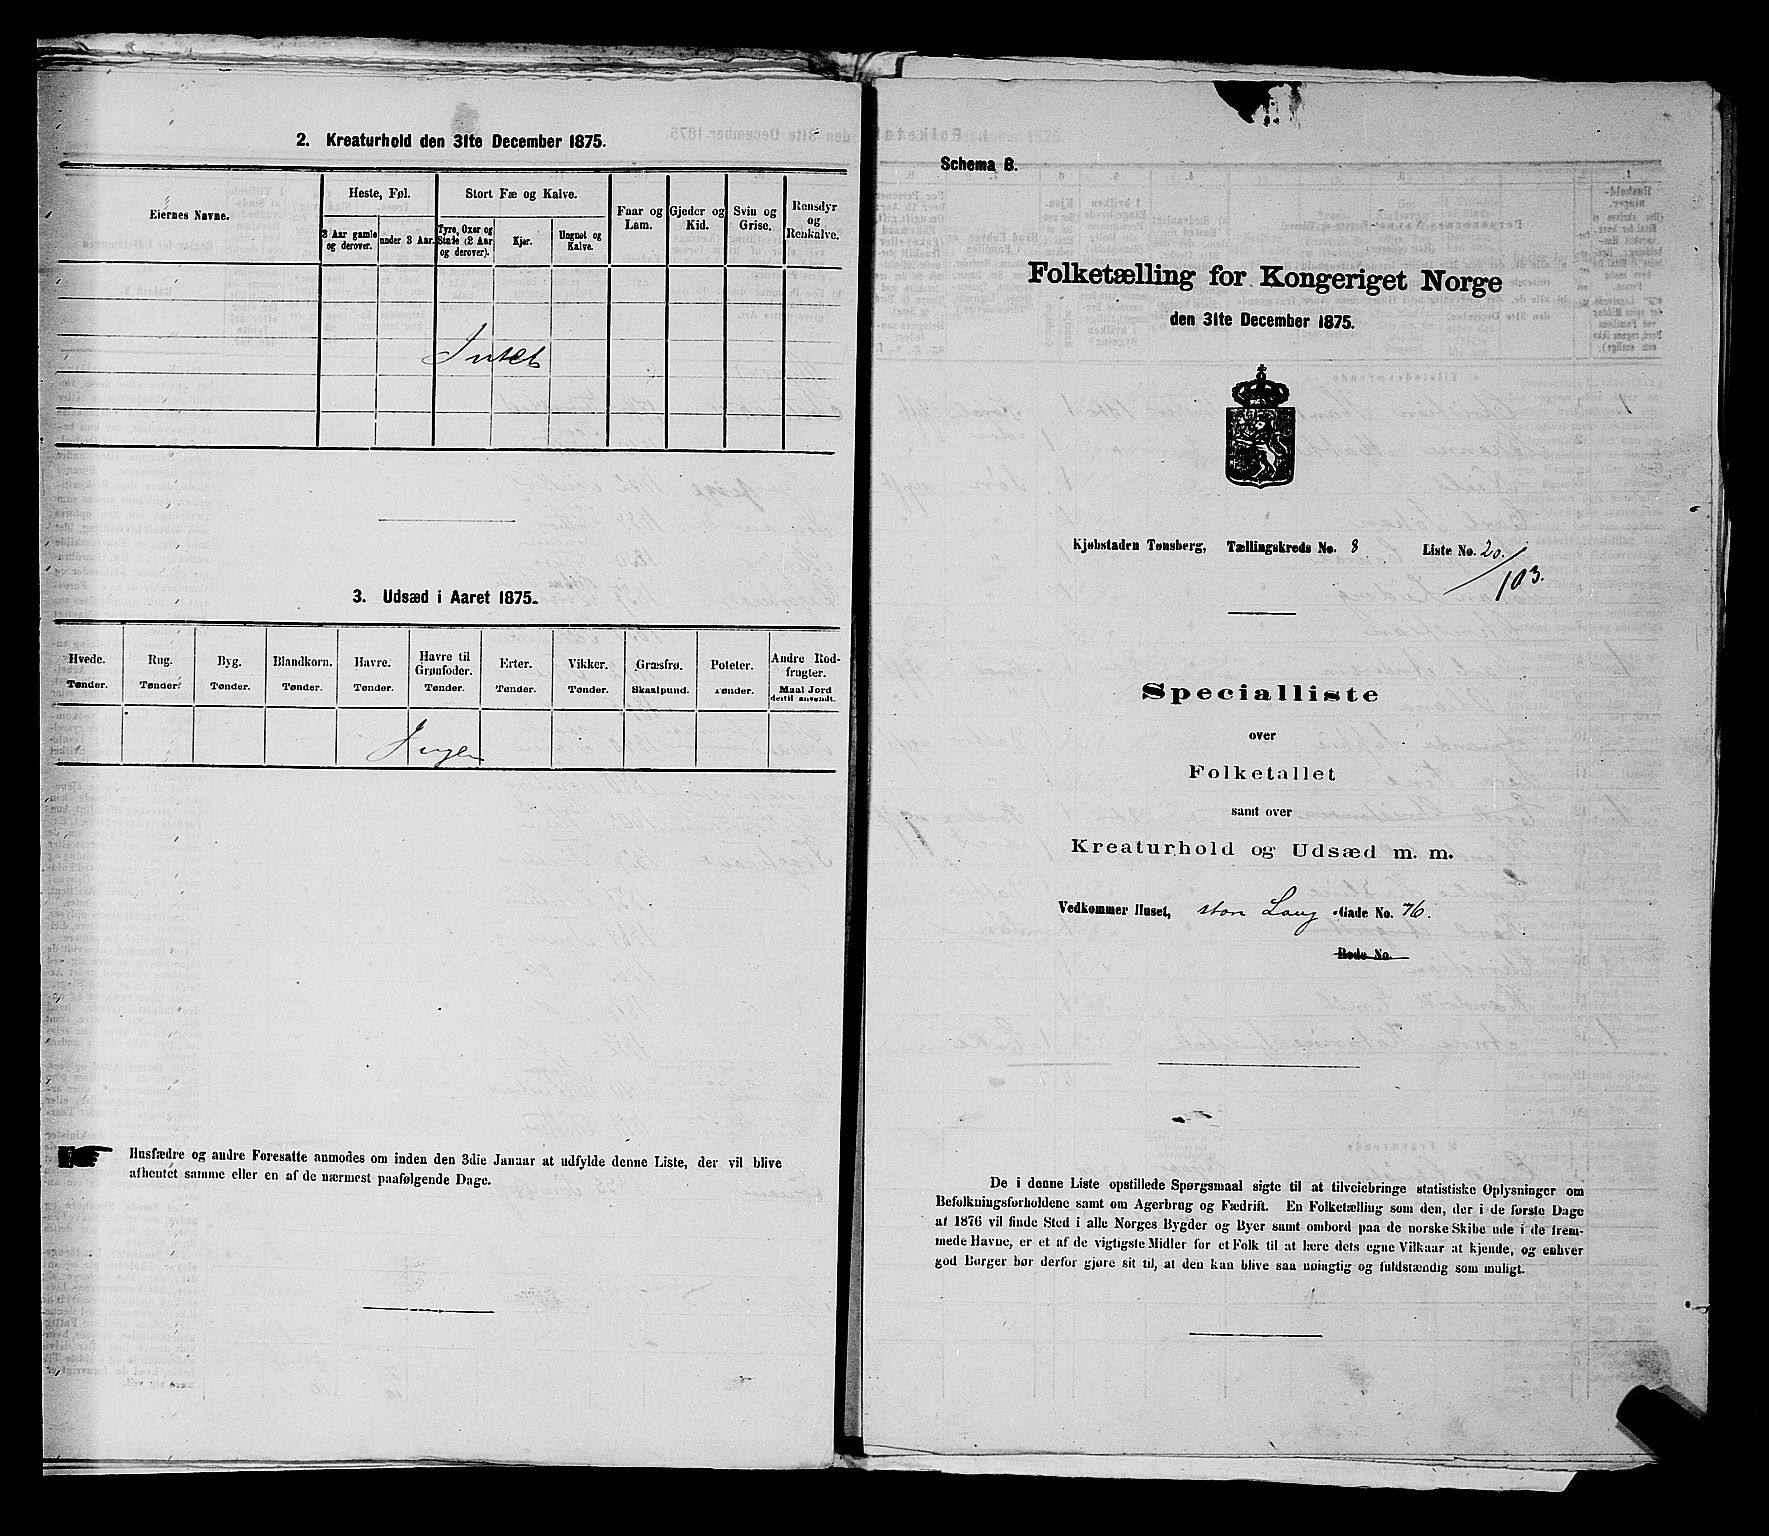 2. Kreaturhold den 31te December 1875.
Eiernes Navne.
Heste, Føl.
Stort Fæ og Kalve.
Faar og Lam.
Gjeder og Kid.
Svin og Grise.
Rensdyr og Renkalve.
3 Aar gamle og derover.
under 3 Aar.
Tyre, Oxer og Stude (2 Aar og derover).
Kjør.
Ungnøt og Kalve.
Intet
3. Udsæd i Aaret 1875.
Hvede. Rug. Byg. Blandkorn. Havre. Havre til Grønfoder. Erter. Vikker. Græsfrø. Poteter. Andre Rodfrugter.
Tønder. Tønder. Tønder. Tønder. Tønder. Tønder. Tønder. Tønder. Skaalpund. Tønder. Maal Jord dertil anvendt.
Ingen
Husfædre og andre Foresatte anmodes om inden den 3die Januar at udfylde denne Liste, der vil blive
afhentet samme eller en af de nærmest paafølgende Dage.
Schema B.
Folketælling for Kongeriget Norge
den 31te December 1875.
Kjøbstaden Tønsberg, Tællingskreds No. 8 Liste No. 20.
103.
Specialliste
over
Folketallet
samt over
Kreaturhold og Udsæd m. m.
Vedkommer Huset, store Lang -Gade No. 76.
Rode No.
De i denne Liste opstillede Spørgsmaal sigte til at tilveiebringe statistiske Oplysninger om
Befolkningsforholdene samt om Agerbrug og Fædrift. En Folketælling som den, der i de første Dage
af 1876 vil finde Sted i alle Norges Bygder og Byer samt ombord paa de norske Skibe ude i de frem-
mede Havne, er et af de vigtigste Midler for et Folk til at lære dets egne Vilkaar at kjende, og enhver
god Borger bør derfor gjøre sit til, at den kan blive saa nøiagtig og fuldstændig som muligt.